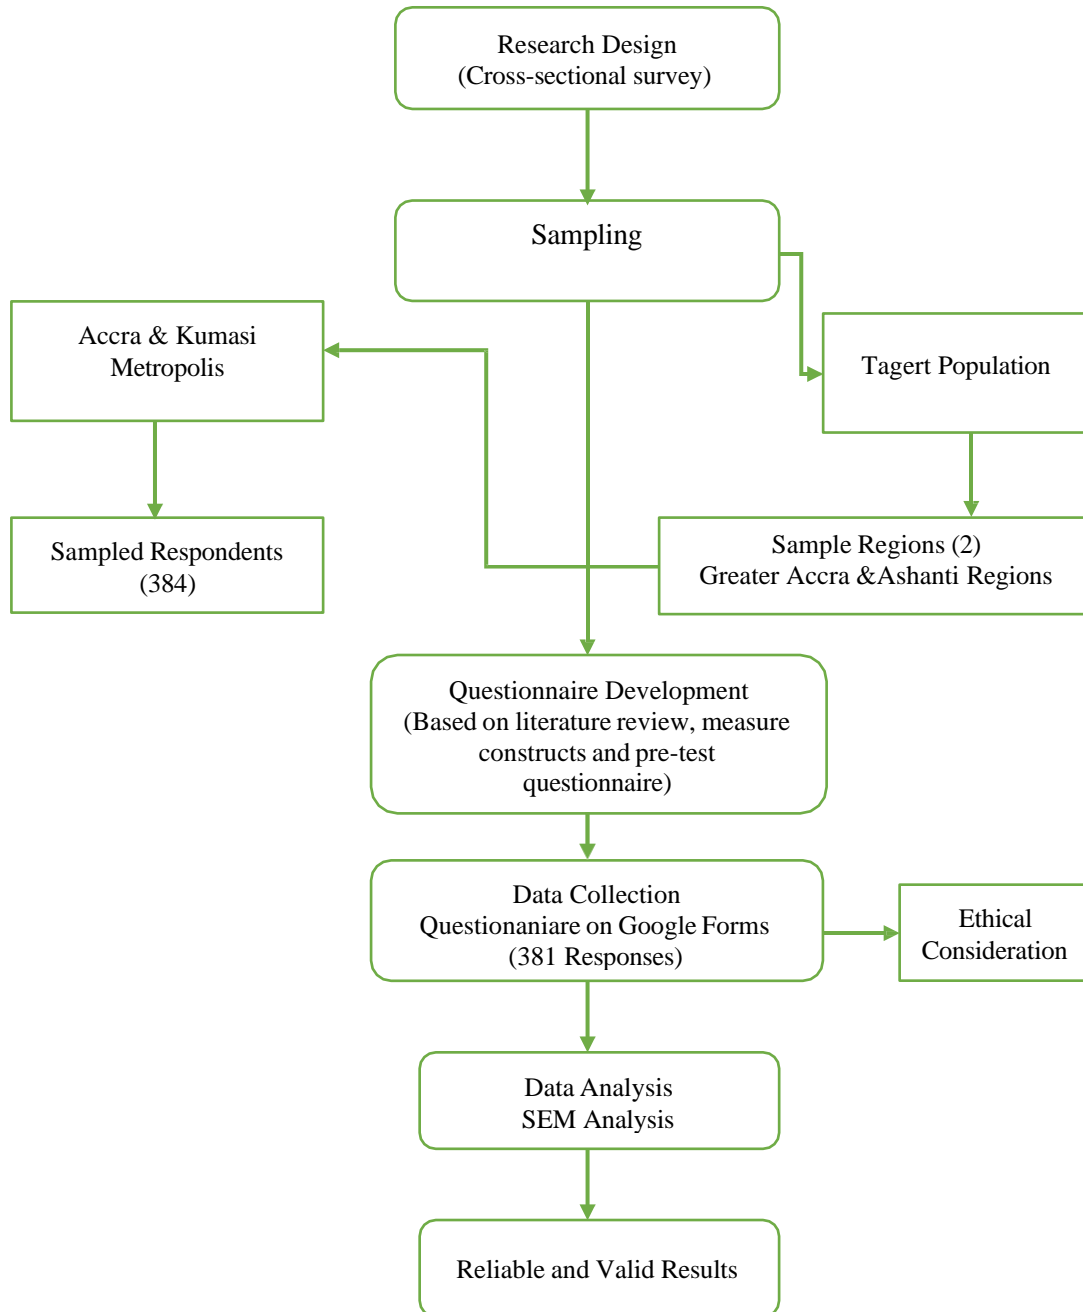 Research Design
(Cross-sectional survey)
Sampling
Accra & Kumasi
Metropolis
Tagert Population
Sampled Respondents
(384)
Sample Regions (2)
Greater Accra &Ashanti Regions
Questionnaire Development
(Based on literature review, measure
constructs and pre-test
questionnaire)
Data Collection
Questionaniare on Google Forms
(381 Responses)
Ethical
Consideration
Data Analysis
SEM Analysis
Reliable and Valid Results